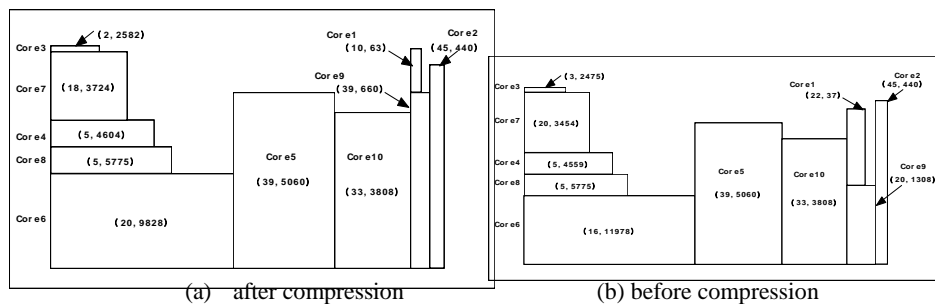 (2, 2582)
Core3
Core7
(18, 3724)
Core4
(5, 4604)
Core8
(5, 5775)
Core6
(20, 9828)
Core5
(39, 5060)
Core10
(33, 3808)
Core9
(39, 660)
Core1
(10, 63)
Core2
(45, 440)
(a) after compression
(3, 2475)
Core3
Core7
(20, 3454)
Core4
(5, 4559)
Core8
(5, 5775)
Core6
(16, 11978)
Core5
(39, 5060)
Core10
(33, 3808)
Core1
(22, 37)
Core2
(45, 440)
Core9
(20, 1308)
(b) before compression